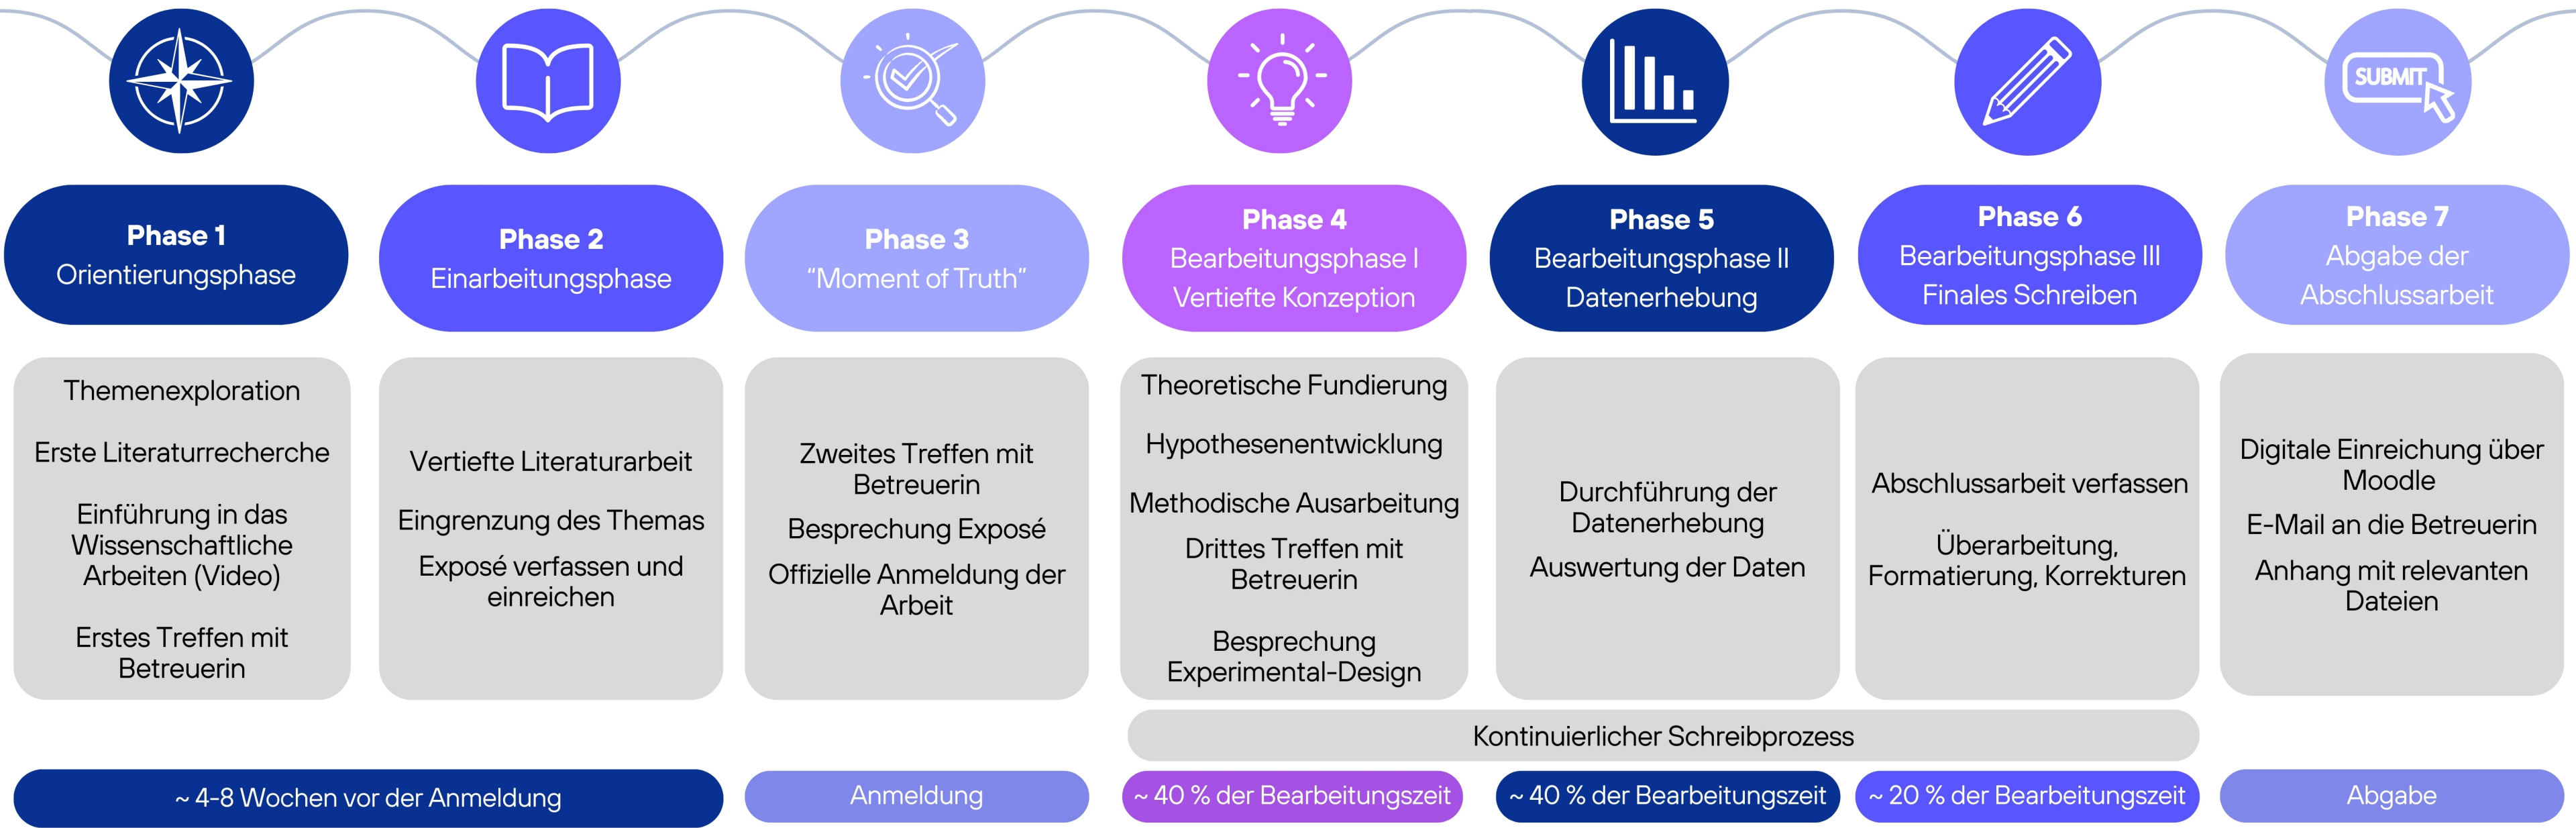 SUBMIT
Phase 1
Orientierungsphase
Phase 2
Einarbeitungsphase
Phase 3
“Moment of Truth”
Phase 4
Bearbeitungsphase I
Vertiefte Konzeption
Phase 5
Bearbeitungsphase II
Datenerhebung
Phase 6
Bearbeitungsphase III
Finales Schreiben
Phase 7
Abgabe der
Abschlussarbeit
Themenexploration
Erste Literaturrecherche
Einführung in das
Wissenschaftliche
Arbeiten (Video)
Erstes Treffen mit
Betreuerin
Vertiefte Literaturarbeit
Eingrenzung des Themas
Exposé verfassen und
einreichen
Zweites Treffen mit
Betreuerin
Besprechung Exposé
Offizielle Anmeldung der
Arbeit
Theoretische Fundierung
Hypothesenentwicklung
Methodische Ausarbeitung
Drittes Treffen mit
Betreuerin
Besprechung
Experimental-Design
Durchführung der
Datenerhebung
Auswertung der Daten
Abschlussarbeit verfassen
Überarbeitung,
Formatierung, Korrekturen
Digitale Einreichung über
Moodle
E-Mail an die Betreuerin
Anhang mit relevanten
Dateien
Kontinuierlicher Schreibprozess
~ 4-8 Wochen vor der Anmeldung
Anmeldung
~ 40 % der Bearbeitungszeit
~ 40 % der Bearbeitungszeit
~ 20 % der Bearbeitungszeit
Abgabe